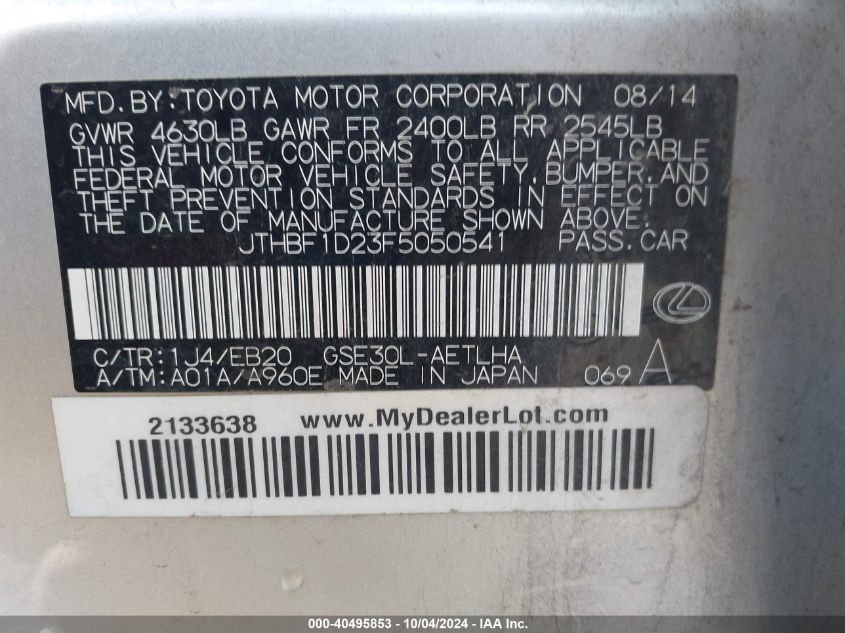 MFD.BY:TOYOTA MOTOR CORPORATION 08/14
GVWR 4630LB GAWR FR 2400LB RR 2545LB
THIS VEHICLE CONFORMS TO ALL APPLICABLE
FEDERAL MOTOR VEHICLE SAFETY,BUMPER,AND
THEFT PREVENTION STANDARDS IN EFFECT ON
THE DATE OF MANUFACTURE SHOWN ABOVE.
JTHBF1D23F5050541 PASS.CAR
C/TR:1J4/EB20 GSE30L-AETLHA
A/TM:A01A/A960E MADE IN JAPAN 069 A
2133638 www.MyDealerLot.com
000-40495853 - 10/04/2024 - IAA Inc.